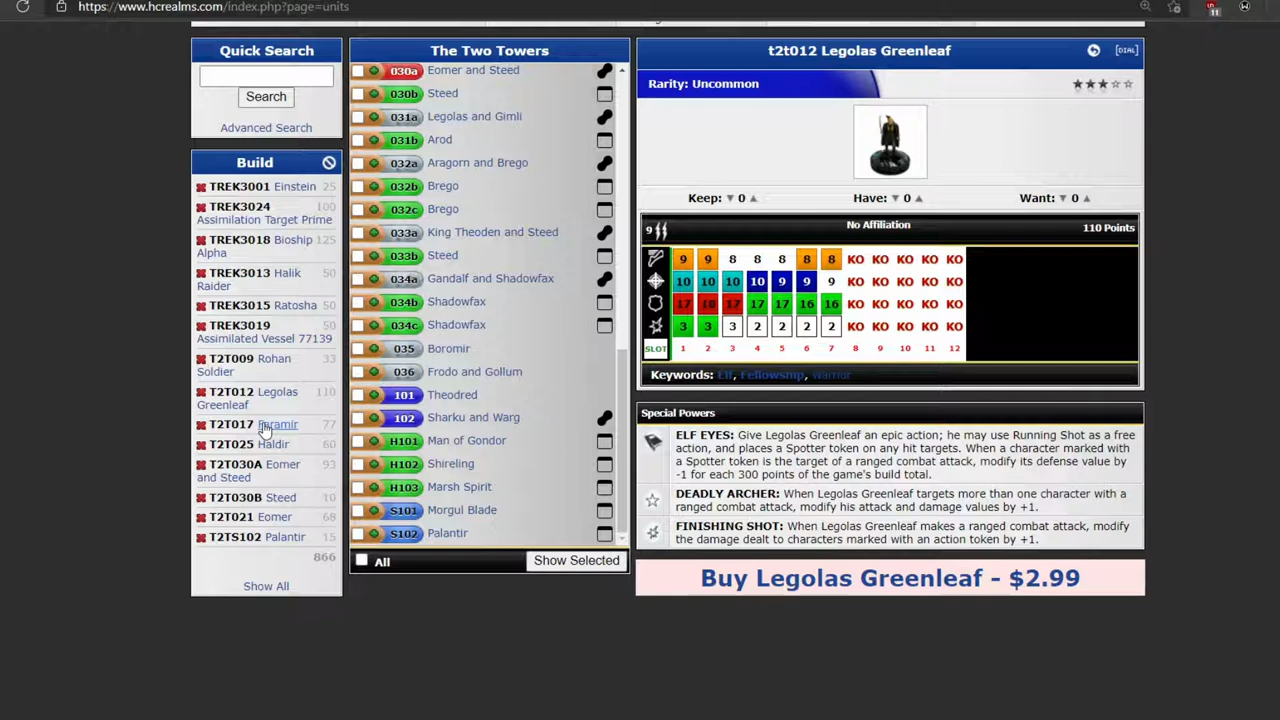 https://www.hcrealms.com/index.php?page=units
11
Quick Search
Search
Advanced Search
Build
TREK3001 Einstein 25
TREK3024 100
Assimilation Target Prime
TREK3018 Bioship 125
Alpha
TREK3013 Halik 50
Raider
TREK3015 Ratosha 50
TREK3019 50
Assimilated Vessel 77139
T2T009 Rohan 33
Soldier
T2T012 Legolas 110
Greenleaf
T2T017 Faramir 77
T2T025 Haldir 60
T2T030A Eomer 93
and Steed
T2T030B Steed 10
T2T021 Eomer 68
T2TS102 Palantir 15
866
Show All
The Two Towers
030a Eomer and Steed
030b Steed
031a Legolas and Gimli
031b Arod
032a Aragorn and Brego
032b Brego
032c Brego
033a King Theoden and Steed
033b Steed
034a Gandalf and Shadowfax
034b Shadowfax
034c Shadowfax
035 Boromir
036 Frodo and Gollum
101 Theodred
102 Sharku and Warg
H101 Man of Gondor
H102 Shireling
H103 Marsh Spirit
S101 Morgul Blade
S102 Palantir
All Show Selected
t2t012 Legolas Greenleaf [DIAL]
Rarity: Uncommon
Keep: 0 Have: 0 Want: 0
9 No Affiliation 110 Points
9 9 8 8 8 8 8 KO KO KO KO KO
10 10 10 10 9 9 9 KO KO KO KO KO
17 18 17 17 17 16 16 KO KO KO KO KO
3 3 3 2 2 2 2 KO KO KO KO KO
SLOT 1 2 3 4 5 6 7 8 9 10 11 12
Keywords: Elf, Fellowship, Warrior
Special Powers
ELF EYES: Give Legolas Greenleaf an epic action; he may use Running Shot as a free
action, and places a Spotter token on any hit targets. When a character marked with
a Spotter token is the target of a ranged combat attack, modify its defense value by
-1 for each 300 points of the game's build total.
DEADLY ARCHER: When Legolas Greenleaf targets more than one character with a
ranged combat attack, modify his attack and damage values by +1.
FINISHING SHOT: When Legolas Greenleaf makes a ranged combat attack, modify
the damage dealt to characters marked with an action token by +1.
Buy Legolas Greenleaf - $2.99